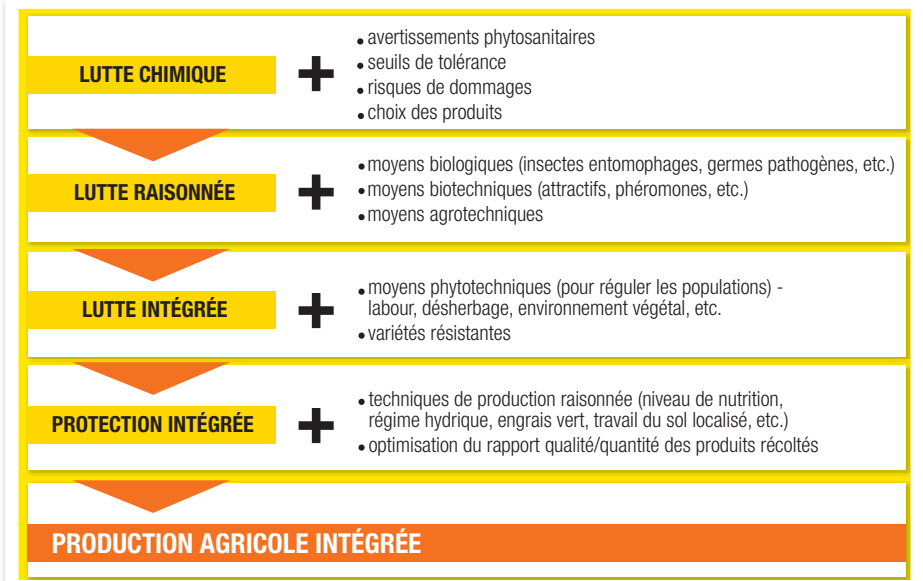 LUTTE CHIMIQUE
+
• avertissements phytosanitaires
• seuils de tolérance
• risques de dommages
• choix des produits
LUTTE RAISONNÉE
+
• moyens biologiques (insectes entomophages, germes pathogènes, etc.)
• moyens biotechniques (attractifs, phéromones, etc.)
• moyens agrotechniques
LUTTE INTÉGRÉE
+
• moyens phytotechniques (pour réguler les populations) -
labour, désherbage, environnement végétal, etc.
• variétés résistantes
PROTECTION INTÉGRÉE
+
• techniques de production raisonnée (niveau de nutrition,
régime hydrique, engrais vert, travail du sol localisé, etc.)
• optimisation du rapport qualité/quantité des produits récoltés
PRODUCTION AGRICOLE INTÉGRÉE